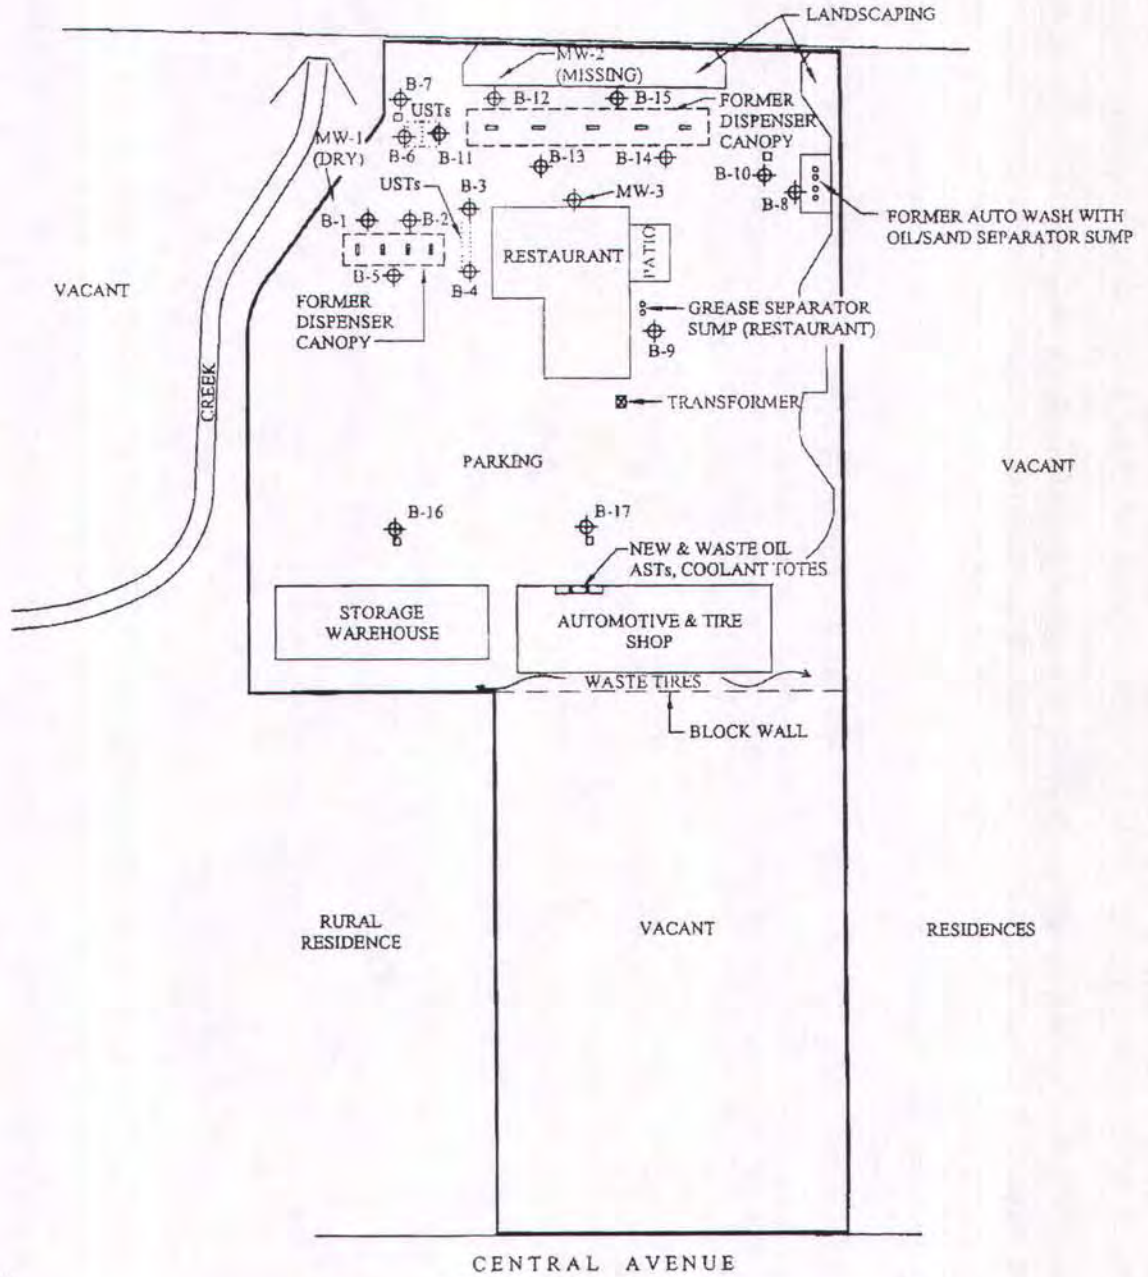 LANDSCAPING
MW-2
(MISSING)
B-7
USTs
B-12
B-15
FORMER
DISPENSER
CANOPY
MW-1
(DRY)
B-6
B-11
B-13
B-14
B-10
B-8
USTs
B-3
MW-3
FORMER AUTO WASH WITH
OIL/SAND SEPARATOR SUMP
B-1
B-2
RESTAURANT
PATIO
B-5
B-4
VACANT
FORMER
DISPENSER
CANOPY
GREASE SEPARATOR
SUMP (RESTAURANT)
B-9
CREEK
TRANSFORMER
PARKING
VACANT
B-16
B-17
NEW & WASTE OIL
ASTs, COOLANT TOTES
STORAGE
WAREHOUSE
AUTOMOTIVE & TIRE
SHOP
WASTE TIRES
BLOCK WALL
RURAL
RESIDENCE
VACANT
RESIDENCES
CENTRAL AVENUE